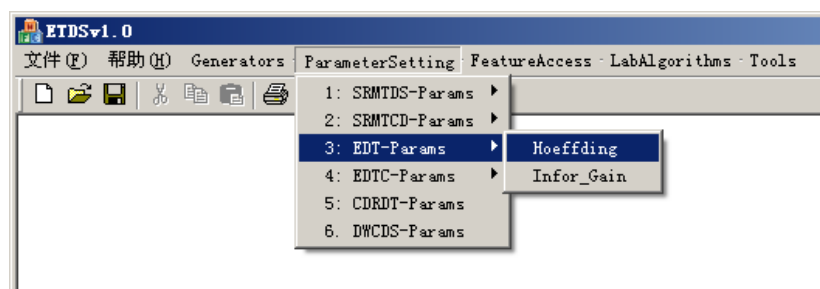 ETDSv1.0
文件(F) 帮助(H) Generators ParameterSetting FeatureAccess LabAlgorithms Tools
1: SRMTDS-Params
2: SRMTCD-Params
3: EDT-Params Hoeffding
4: EDTC-Params Infor_Gain
5: CDRDT-Params
6. DWCDS-Params